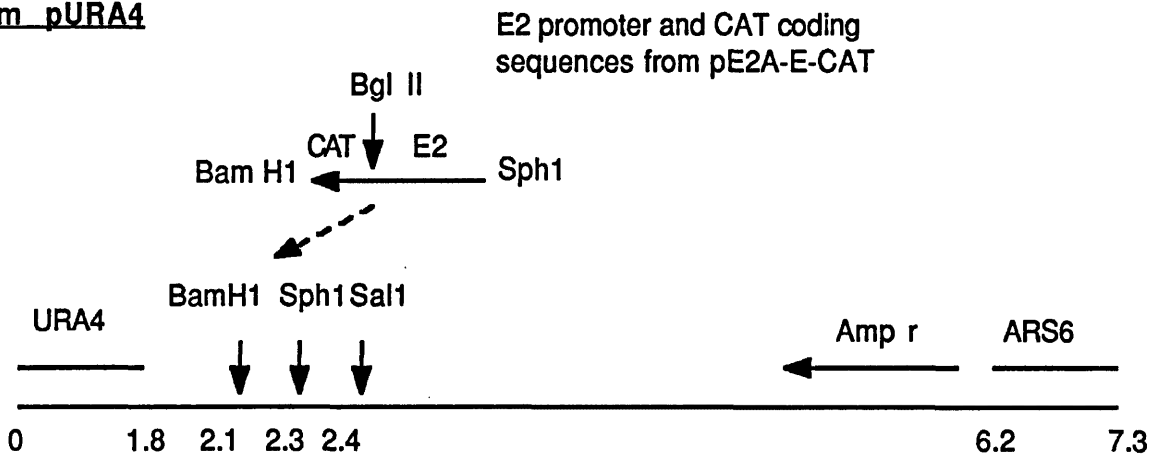 m pURA4
E2 promoter and CAT coding
sequences from pE2A-E-CAT
Bgl II
CAT E2
Bam H1 Sph1
BamH1 Sph1 Sal1
URA4 Amp r ARS6
0 1.8 2.1 2.3 2.4 6.2 7.3